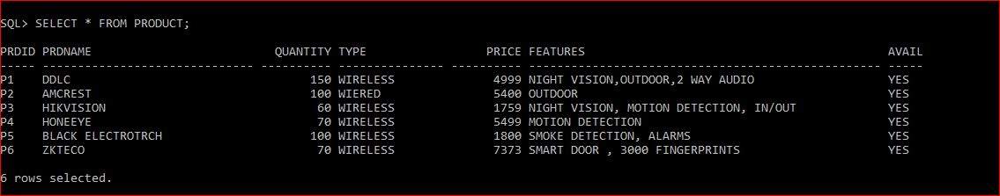 SQL> SELECT * FROM PRODUCT;
PRDID PRDNAME                          QUANTITY TYPE                 PRICE FEATURES                                           AVAIL
----- ------------------------------ ---------- --------------- ---------- -------------------------------------------------- -----
P1    DDLC                                  150 WIRELESS              4999 NIGHT VISION,OUTDOOR,2 WAY AUDIO                   YES
P2    AMCREST                               100 WIERED                5400 OUTDOOR                                            YES
P3    HIKVISION                              60 WIRELESS              1759 NIGHT VISION, MOTION DETECTION, IN/OUT             YES
P4    HONEEYE                                70 WIRELESS              5499 MOTION DETECTION                                   YES
P5    BLACK ELECTROTRCH                     100 WIRELESS              1800 SMOKE DETECTION, ALARMS                            YES
P6    ZKTECO                                 70 WIRELESS              7373 SMART DOOR , 3000 FINGERPRINTS                     YES
6 rows selected.